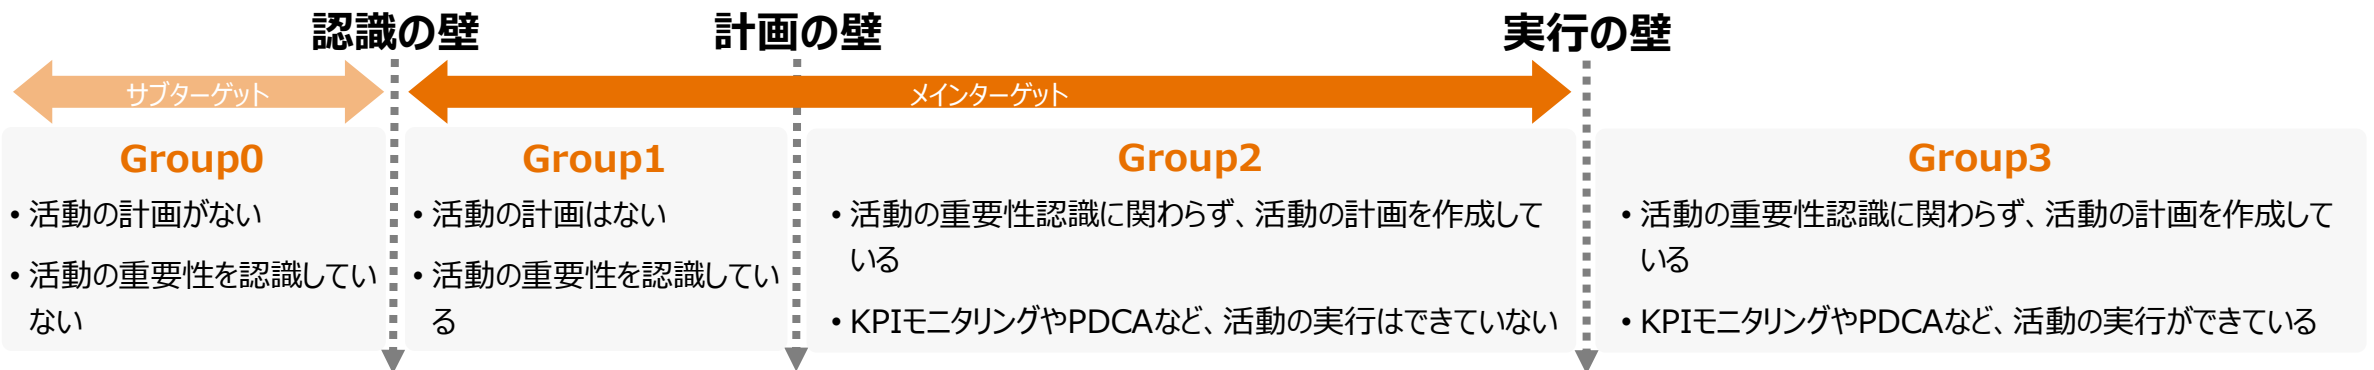 認識の壁
計画の壁
実行の壁
サブターゲット
メインターゲット
Group0
• 活動の計画がない
• 活動の重要性を認識してい
ない
Group1
• 活動の計画はない
• 活動の重要性を認識してい
る
Group2
• 活動の重要性認識に関わらず、活動の計画を作成して
いる
• KPIモニタリングやPDCAなど、活動の実行はできていない
Group3
• 活動の重要性認識に関わらず、活動の計画を作成して
いる
• KPIモニタリングやPDCAなど、活動の実行ができている